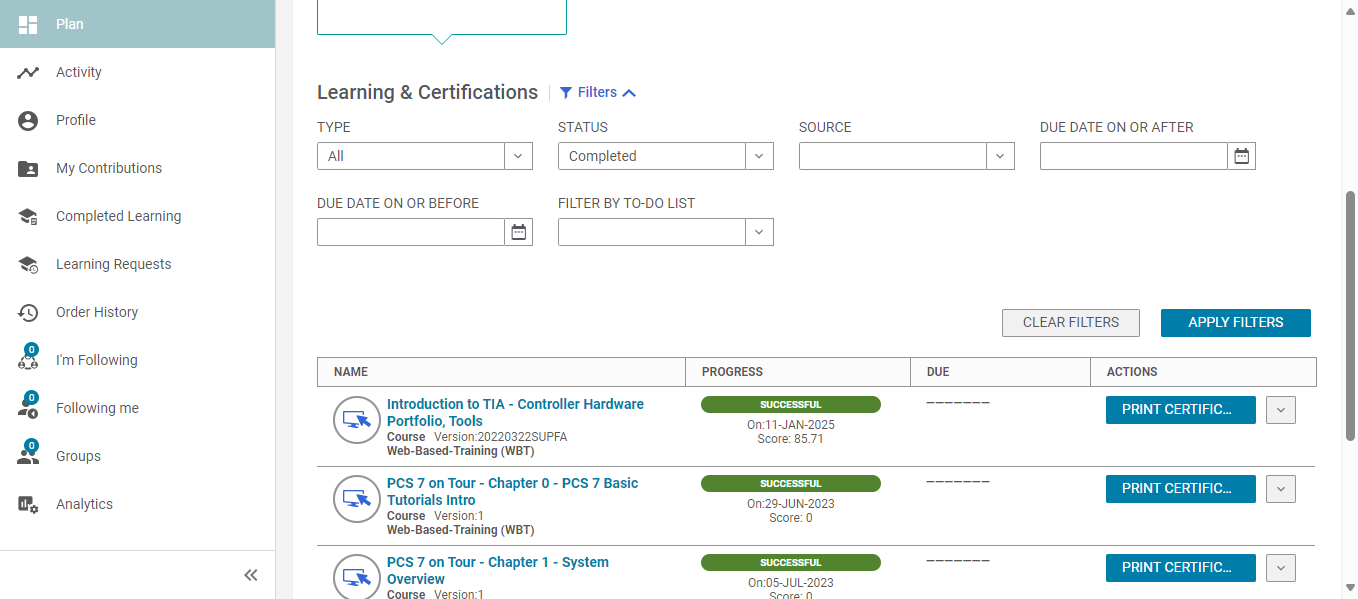 Plan
Activity
Profile
My Contributions
Completed Learning
Learning Requests
Order History
0
I'm Following
0
Following me
0
Groups
Analytics
Learning & Certifications
Filters
TYPE
STATUS
SOURCE
DUE DATE ON OR AFTER
All
Completed
DUE DATE ON OR BEFORE
FILTER BY TO-DO LIST
CLEAR FILTERS
APPLY FILTERS
NAME
PROGRESS
DUE
ACTIONS
Introduction to TIA - Controller Hardware
Portfolio, Tools
Course Version:20220322SUPFA
Web-Based-Training (WBT)
SUCCESSFUL
On:11-JAN-2025
Score: 85.71
–––––––
PRINT CERTIFIC...
PCS 7 on Tour - Chapter 0 - PCS 7 Basic
Tutorials Intro
Course Version:1
Web-Based-Training (WBT)
SUCCESSFUL
On:29-JUN-2023
Score: 0
–––––––
PRINT CERTIFIC...
PCS 7 on Tour - Chapter 1 - System
Overview
Course Version:1
SUCCESSFUL
On:05-JUL-2023
Score: 0
–––––––
PRINT CERTIFIC...